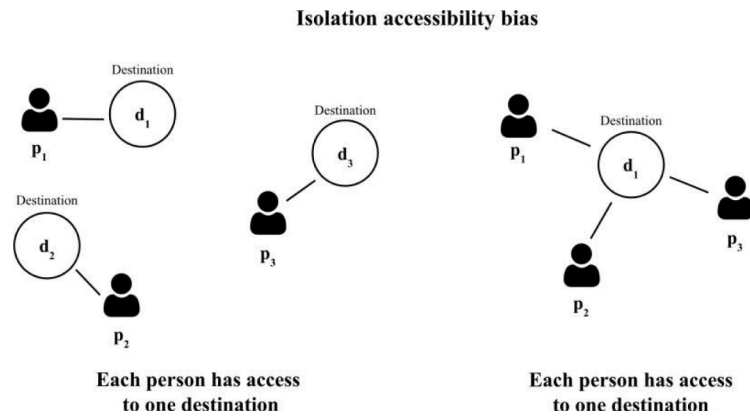 Isolation accessibility bias
Destination
d₁
p₁
Destination
d₂
p₂
Destination
d₃
p₃
Each person has access
to one destination
Destination
d₁
p₁
p₂
p₃
Each person has access
to one destination